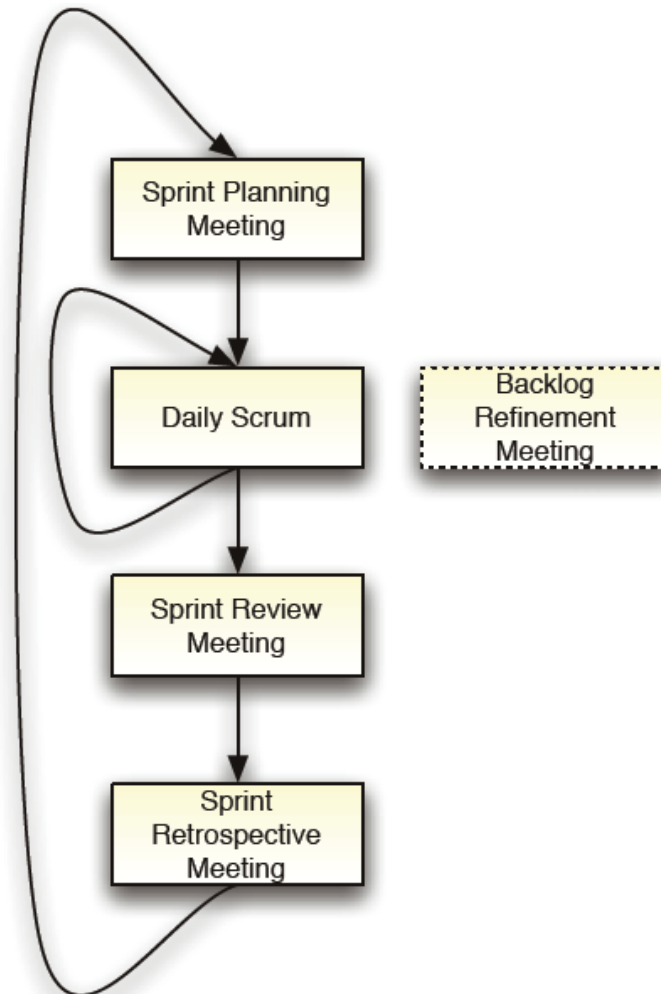 Sprint Planning
Meeting
Daily Scrum
Backlog
Refinement
Meeting
Sprint Review
Meeting
Sprint
Retrospective
Meeting